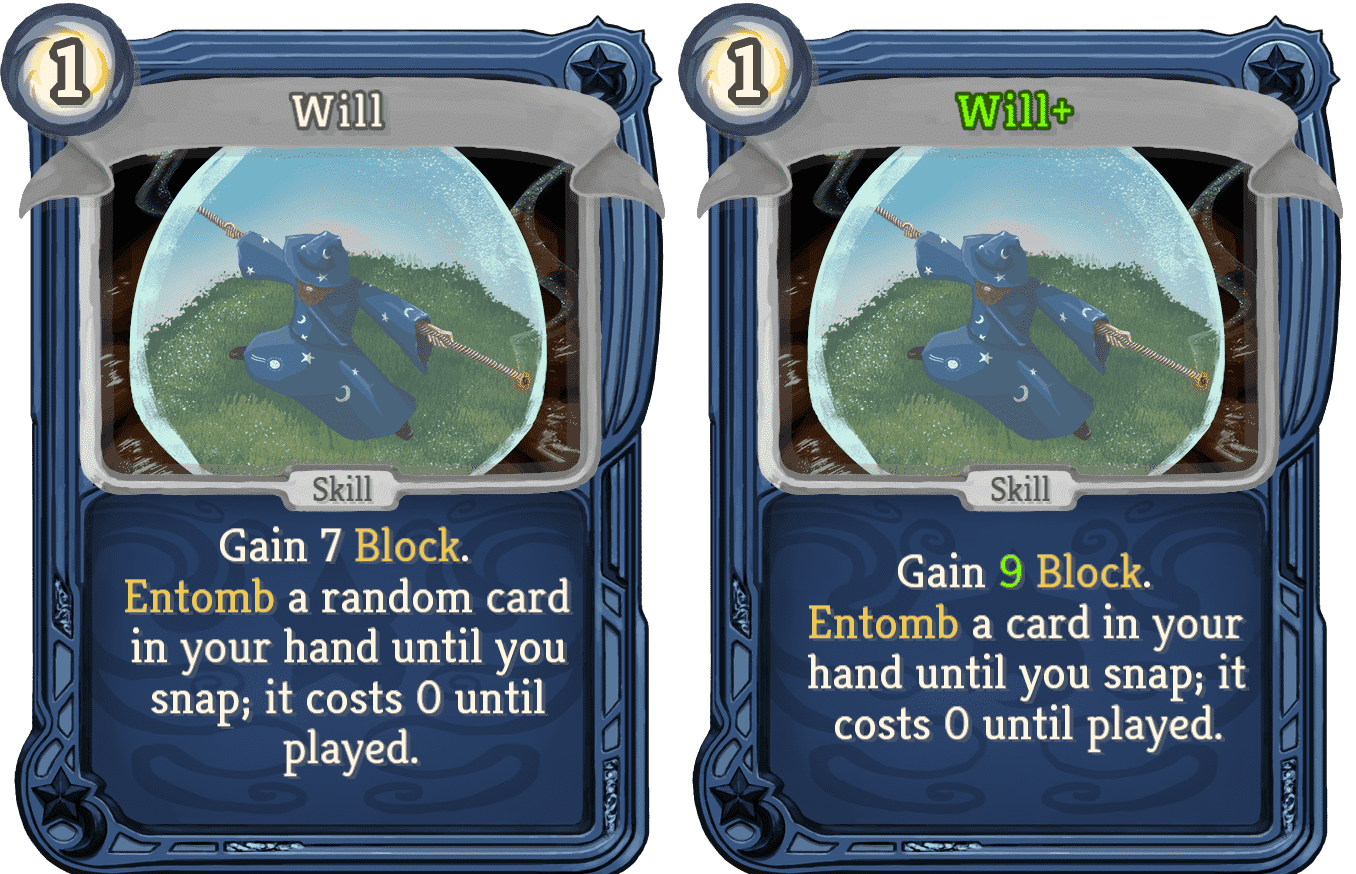 1
Will
Skill
Gain 7 Block.
Entomb a random card
in your hand until you
snap; it costs 0 until
played.
1
Will+
Skill
Gain 9 Block.
Entomb a card in your
hand until you snap; it
costs 0 until played.